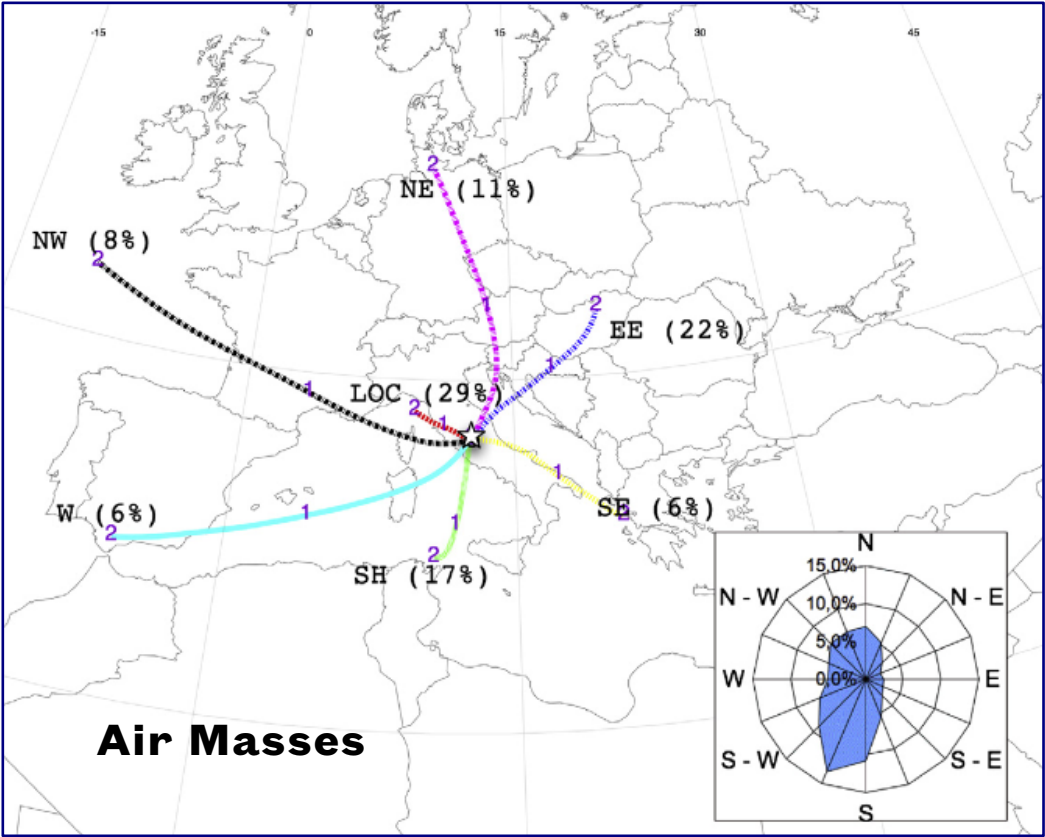 -15 0 15 30 45
2
NE (11%)
NW (8%)
2
1
2
EE (22%)
1
1
LOC (29%)
2
1
1
SE (6%)
2
W (6%)
2
1
1
2
SH (17%)
N
15,0%
N - W
N - E
10,0%
5,0%
W
0,0%
E
S - W
S - E
S
Air Masses